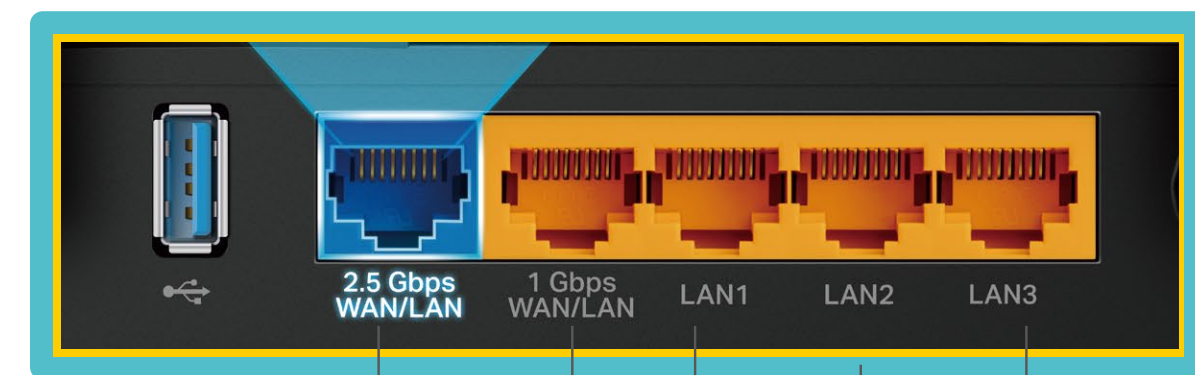 2.5 Gbps
WAN/LAN
1 Gbps
WAN/LAN
LAN1
LAN2
LAN3